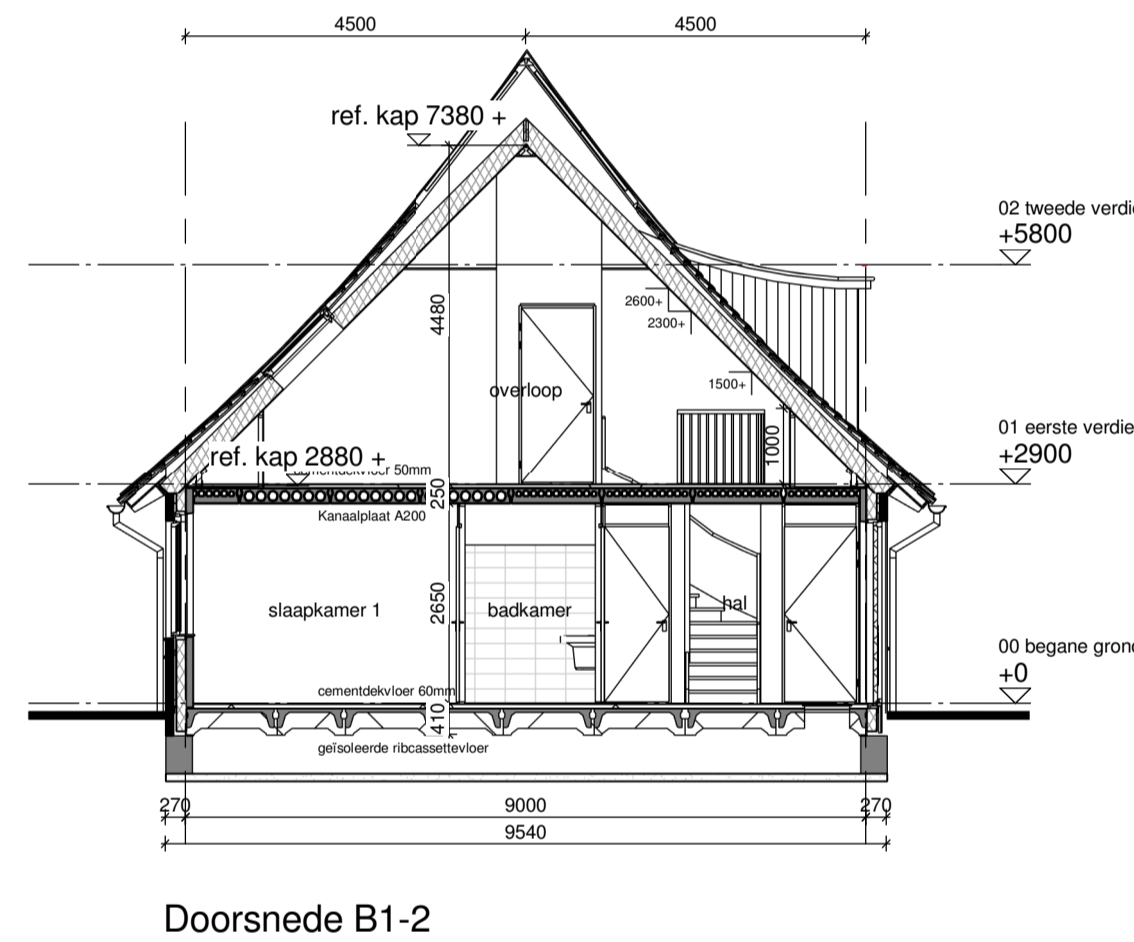 4500
4500
ref. kap 7380 +
02 tweede verdi
+5800
2600+
2300+
4480
1500+
overloop
1000
01 eerste verdie
+2900
ref. kap 2880 +
50mm
250
Kanaalplaat A200
2650
slaapkamer 1
badkamer
hal
00 begane gron
+0
cementdekvloer 60mm
410
geïsoleerde ribcassettevloer
270
9000
270
9540
Doorsnede B1-2